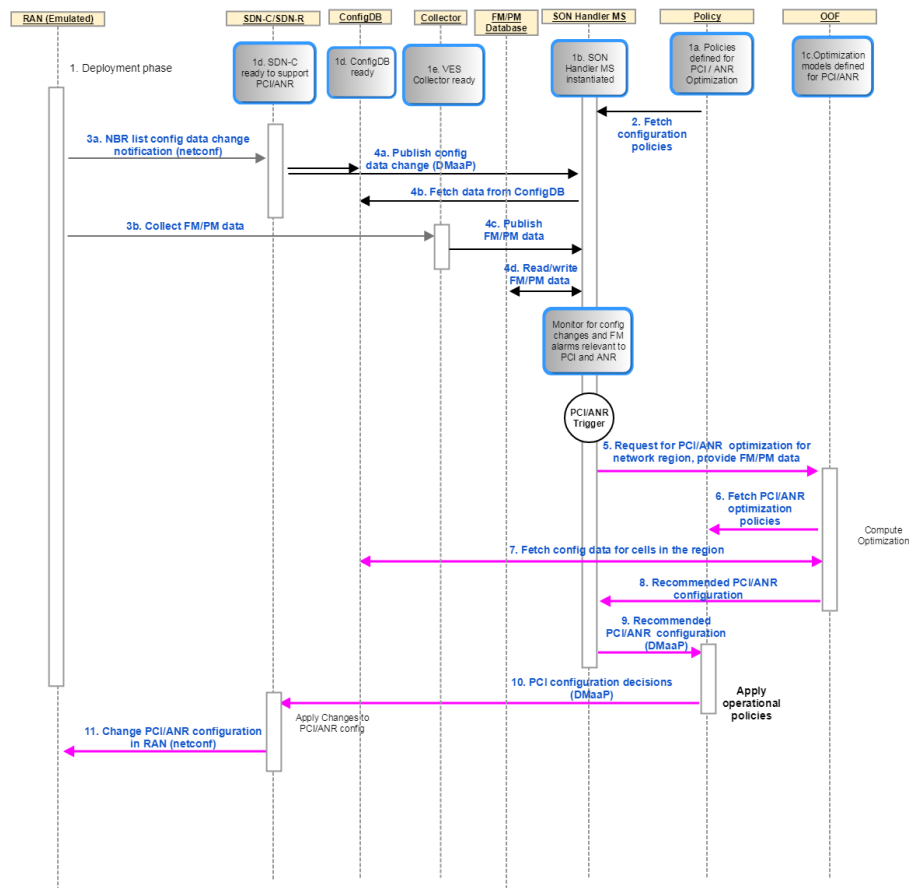 RAN (Emulated)
SDN-C/SDN-R
ConfigDB
Collector
FM/PM
Database
SON Handler MS
Policy
OOF
1. Deployment phase
1d. SDN-C
ready to support
PCI/ANR
1d. ConfigDB
ready
1e. VES
Collector ready
1b. SON
Handler MS
instantiated
1a. Policies
defined for
PCI / ANR
Optimization
1c.Optimization
models defined
for PCI/ANR
2. Fetch
configuration
policies
3a. NBR list config data change
notification (netconf)
4a. Publish config
data change (DMaaP)
4b. Fetch data from ConfigDB
3b. Collect FM/PM data
4c. Publish
FM/PM data
4d. Read/write
FM/PM data
Monitor for config
changes and FM
alarms relevant to
PCI and ANR
PCI/ANR
Trigger
5. Request for PCI/ANR optimization for
network region, provide FM/PM data
6. Fetch PCI/ANR
optimization
policies
Compute
Optimization
7. Fetch config data for cells in the region
8. Recommended PCI/ANR
configuration
9. Recommended
PCI/ANR configuration
(DMaaP)
10. PCI configuration decisions
(DMaaP)
Apply
operational
policies
Apply Changes to
PCI/ANR config
11. Change PCI/ANR configuration
in RAN (netconf)